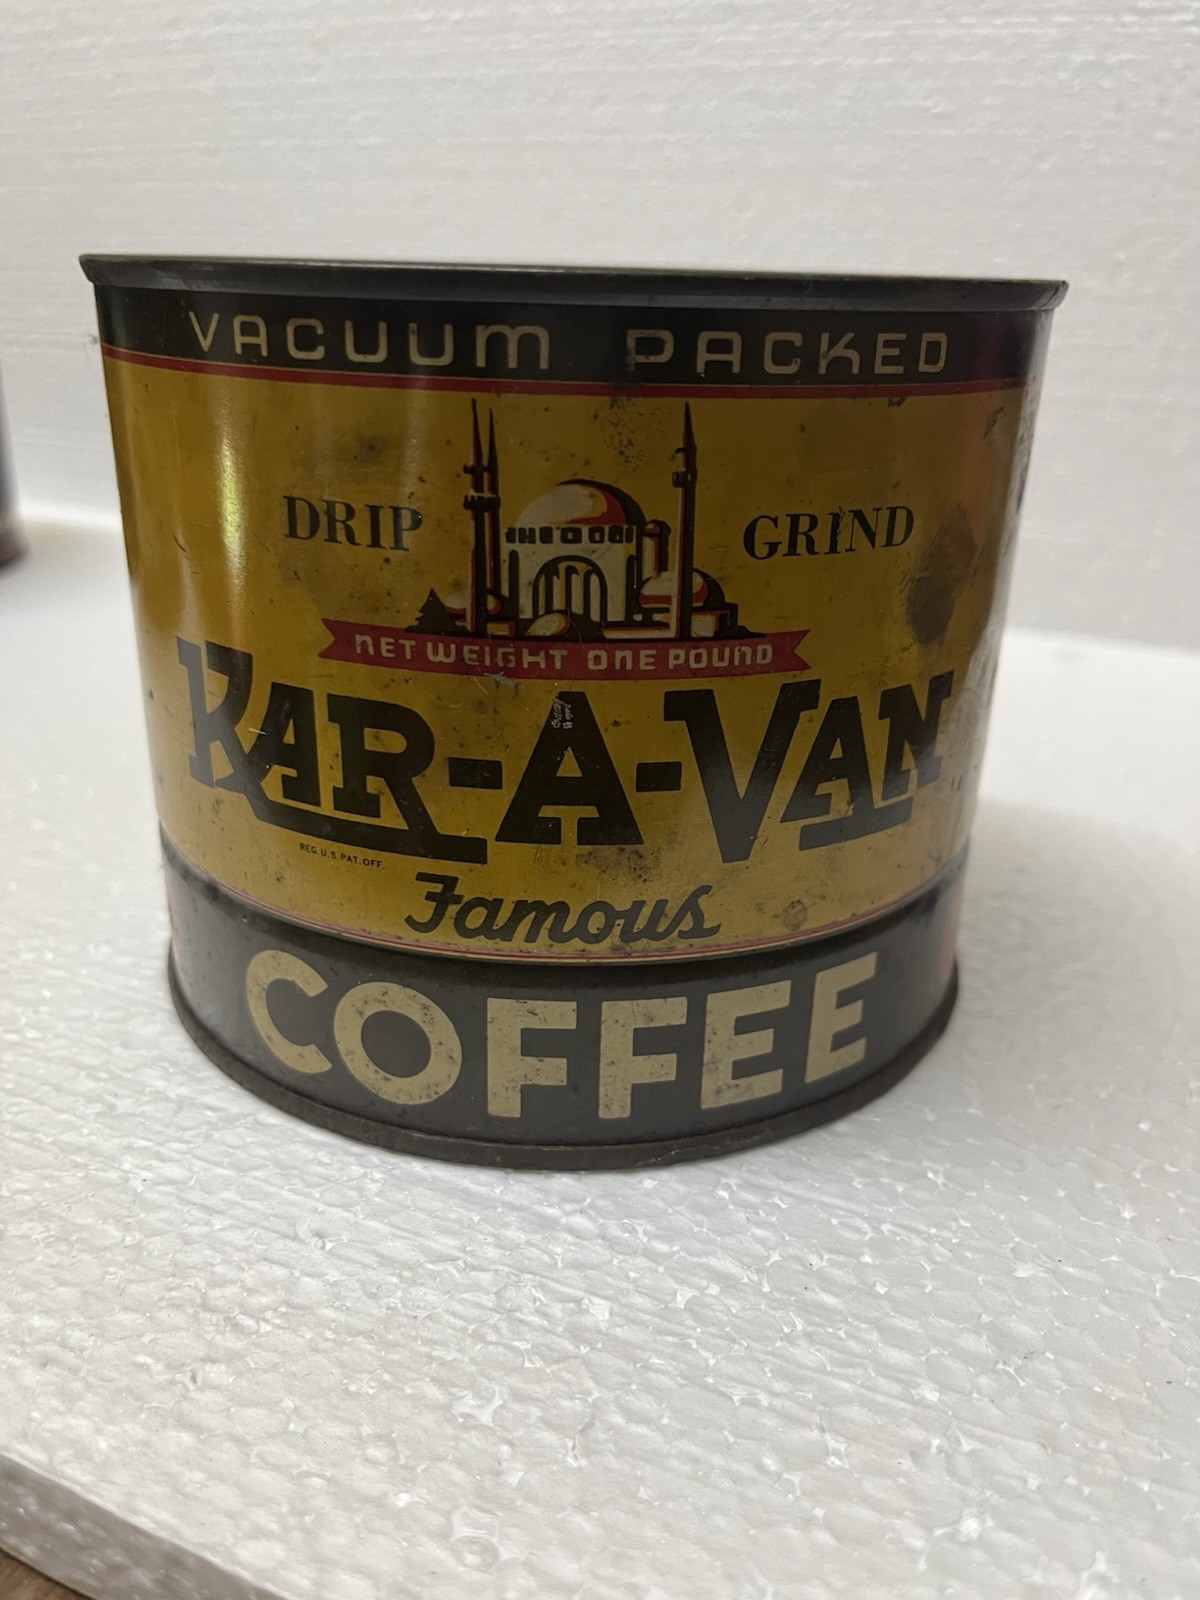 VACUUM PACKED
DRIP GRIND
NET WEIGHT ONE POUND
KAR-A-VAN
REG. U.S. PAT. OFF.
Famous
COFFEE